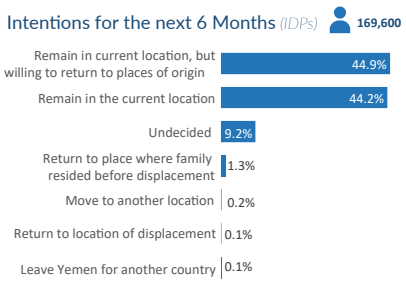 Intentions for the next 6 Months (IDPs) 169,600
Remain in current location, but
willing to return to places of origin 44.9%
Remain in the current location 44.2%
Undecided 9.2%
Return to place where family
resided before displacement 1.3%
Move to another location 0.2%
Return to location of displacement 0.1%
Leave Yemen for another country 0.1%